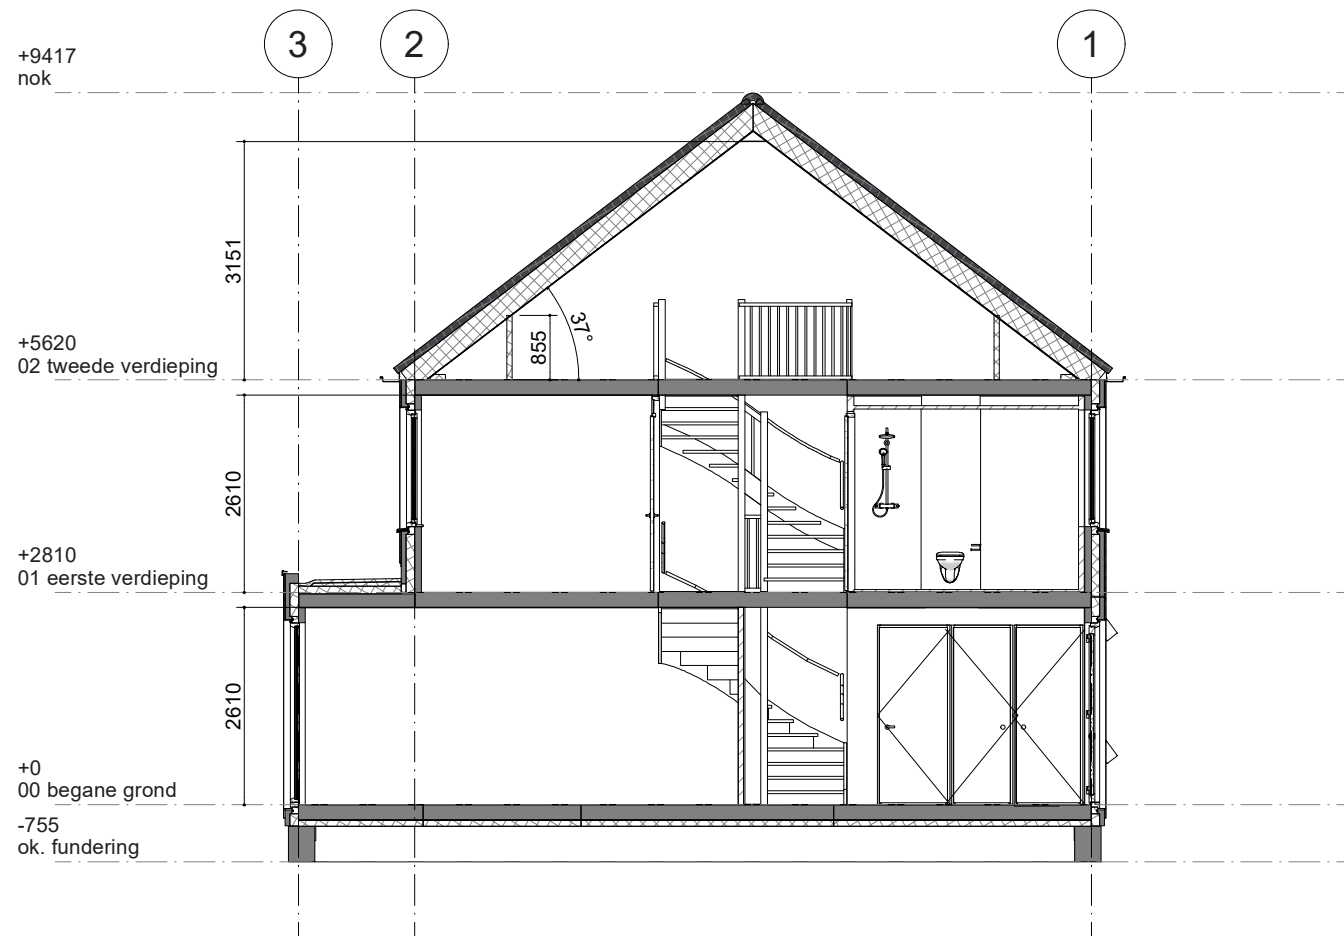 3
2
1
+9417
nok
3151
37°
855
+5620
02 tweede verdieping
2610
+2810
01 eerste verdieping
2610
+0
00 begane grond
-755
ok. fundering